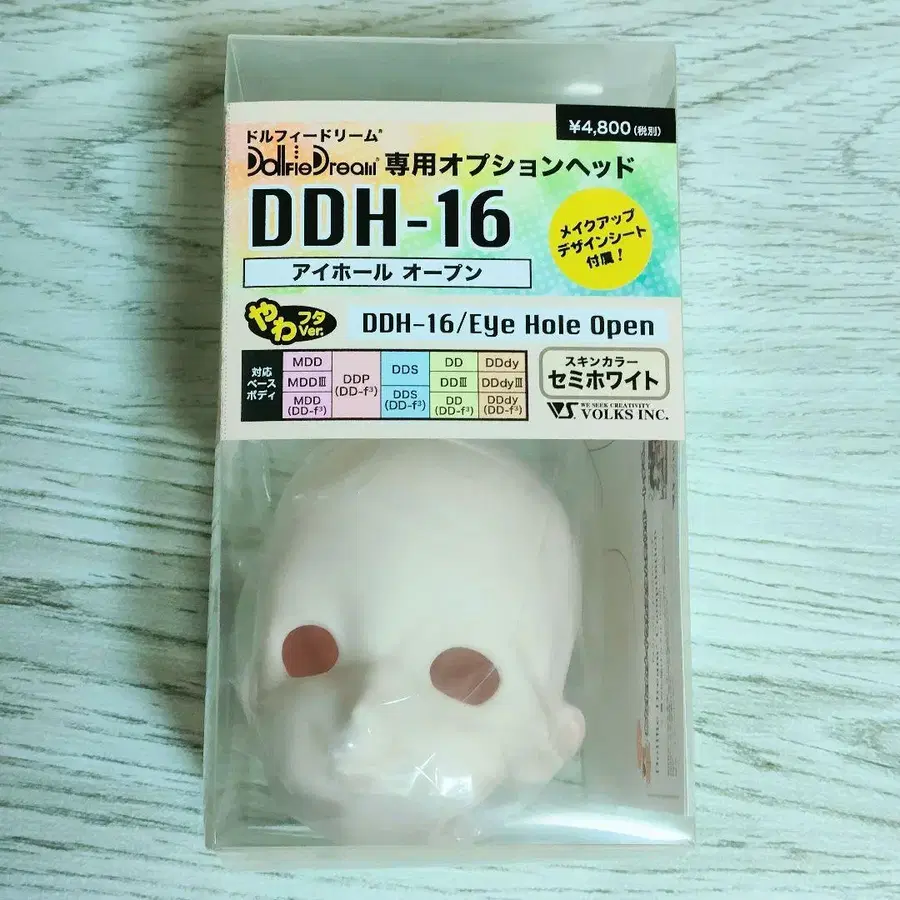 ¥4,800(税別)
ドルフィードリーム®
DollfieDream® 専用オプションヘッド
DDH-16
アイホール オープン
メイクアップ
デザインシート
付属！
やわ フタ Ver.
DDH-16/Eye Hole Open
対応 ベース ボディ
MDD
MDDⅢ
MDD (DD-f³)
DDP (DD-f³)
DDS
DDS (DD-f³)
DD
DDⅢ
DD (DD-f³)
DDdy
DDdyⅢ
DDdy (DD-f³)
スキンカラー
セミホワイト
WE SEEK CREATIVITY
VS VOLKS INC.